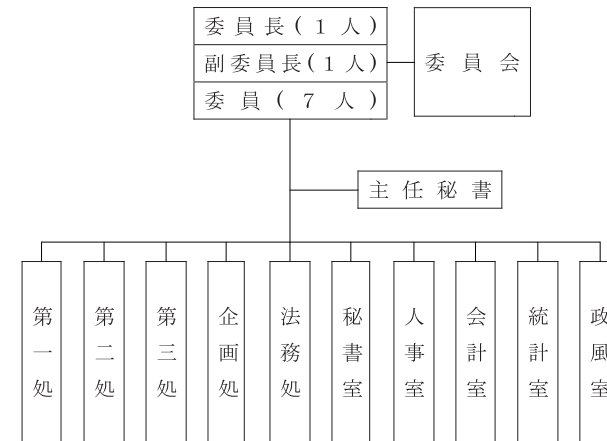 委員長(1人)
副委員長(1人)
委員(7人)
委員会
主任秘書
第一処
第二処
第三処
企画処
法務処
秘書室
人事室
会計室
統計室
政風室